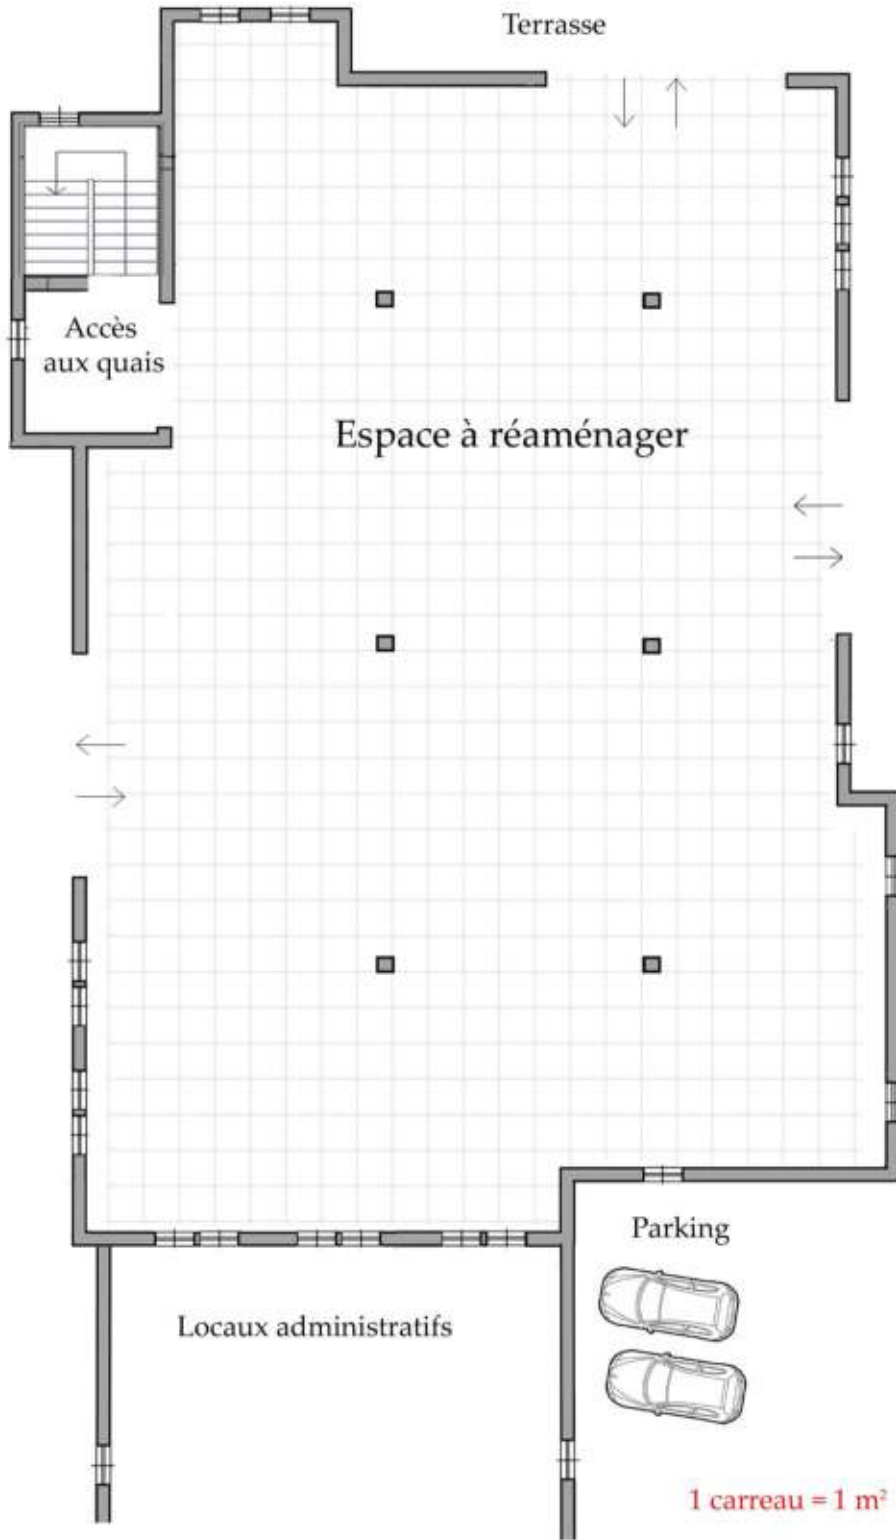 Terrasse
Accès
aux quais
Espace à réaménager
Parking
Locaux administratifs
1 carreau = 1 m²